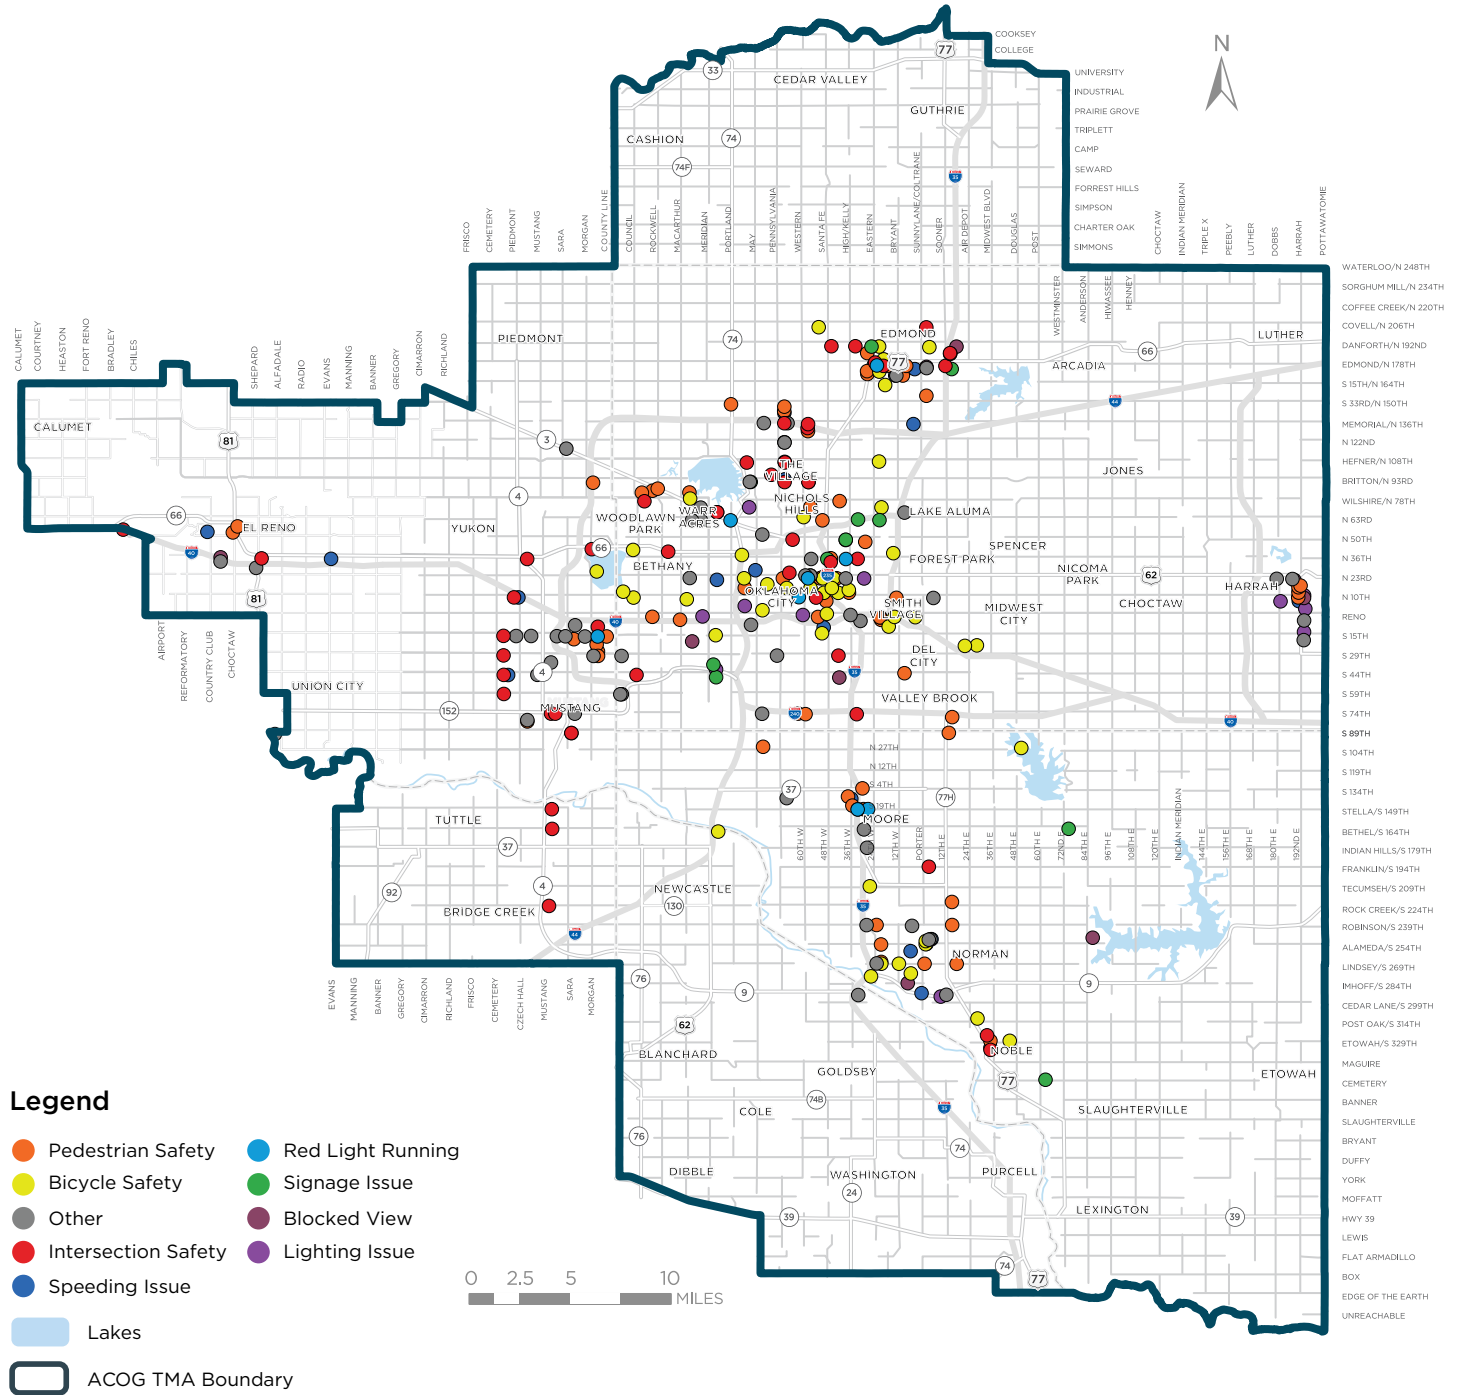 COOKSEY
COLLEGE
UNIVERSITY
INDUSTRIAL
PRAIRIE GROVE
TRIPLETT
CAMP
SEWARD
FORREST HILLS
SIMPSON
CHARTER OAK
SIMMONS
N
77
33
CEDAR VALLEY
GUTHRIE
CASHION
74
74F
35
FRISCO
CEMETERY
PIEDMONT
MUSTANG
SARA
MORGAN
COUNTY LINE
COUNCIL
ROCKWELL
MACARTHUR
MERIDIAN
PORTLAND
MAY
PENNSYLVANIA
WESTERN
SANTA FE
HIGH/KELLY
EASTERN
BRYANT
SUNNYLANE/COLTRANE
SOONER
AIR DEPOT
MIDWEST BLVD
DOUGLAS
POST
CHOCTAW
INDIAN MERIDIAN
TRIPLE X
PEEBLY
LUTHER
DOBBS
HARRAH
POTTAWATOMIE
WESTMINSTER
ANDERSON
HIWASSEE
HENNEY
WATERLOO/N 248TH
SORGHUM MILL/N 234TH
COFFEE CREEK/N 220TH
COVELL/N 206TH
DANFORTH/N 192ND
EDMOND/N 178TH
S 15TH/N 164TH
S 33RD/N 150TH
MEMORIAL/N 136TH
N 122ND
HEFNER/N 108TH
BRITTON/N 93RD
WILSHIRE/N 78TH
N 63RD
N 50TH
N 36TH
N 23RD
N 10TH
RENO
S 15TH
S 29TH
S 44TH
S 59TH
S 74TH
S 89TH
S 104TH
S 119TH
S 134TH
STELLA/S 149TH
BETHEL/S 164TH
INDIAN HILLS/S 179TH
FRANKLIN/S 194TH
TECUMSEH/S 209TH
ROCK CREEK/S 224TH
ROBINSON/S 239TH
ALAMEDA/S 254TH
LINDSEY/S 269TH
IMHOFF/S 284TH
CEDAR LANE/S 299TH
POST OAK/S 314TH
ETOWAH/S 329TH
MAGUIRE
CEMETERY
BANNER
SLAUGHTERVILLE
BRYANT
DUFFY
YORK
MOFFATT
HWY 39
LEWIS
FLAT ARMADILLO
BOX
EDGE OF THE EARTH
UNREACHABLE
CALUMET
COURTNEY
HEASTON
FORT RENO
BRADLEY
CHILES
SHEPARD
ALFADALE
RADIO
EVANS
MANNING
BANNER
GREGORY
CIMARRON
RICHLAND
PIEDMONT
74
EDMOND
77
LUTHER
66
ARCADIA
44
CALUMET
81
3
4
66
EL RENO
40
81
YUKON
THE
VILLAGE
NICHOLS
HILLS
JONES
WOODLAWN
PARK
WARR
ACRES
LAKE ALUMA
66
BETHANY
FOREST PARK
SPENCER
NICOMA
PARK
62
HARRAH
CHOCTAW
235
OKLAHOMA
CITY
SMITH
VILLAGE
MIDWEST
CITY
40
AIRPORT
REFORMATORY
COUNTRY CLUB
CHOCTAW
UNION CITY
4
DEL
CITY
35
VALLEY BROOK
152
MUSTANG
240
40
N 27TH
N 12TH
S 4TH
S 19TH
37
77H
MOORE
TUTTLE
37
60TH W
48TH W
36TH W
12TH W
PORTER
12TH E
24TH E
36TH E
48TH E
60TH E
72ND E
84TH E
96TH E
108TH E
120TH E
INDIAN MERIDIAN
144TH E
156TH E
168TH E
180TH E
192ND E
92
4
BRIDGE CREEK
NEWCASTLE
130
35
44
NORMAN
EVANS
MANNING
BANNER
GREGORY
CIMARRON
RICHLAND
FRISCO
CEMETERY
CZECH HALL
MUSTANG
SARA
MORGAN
76
9
9
62
BLANCHARD
NOBLE
GOLDSBY
77
ETOWAH
74B
35
COLE
SLAUGHTERVILLE
76
74
DIBBLE
WASHINGTON
PURCELL
24
LEXINGTON
39
39
74
77
Legend
Pedestrian Safety
Bicycle Safety
Other
Intersection Safety
Speeding Issue
Red Light Running
Signage Issue
Blocked View
Lighting Issue
Lakes
ACOG TMA Boundary
0 2.5 5 10
MILES